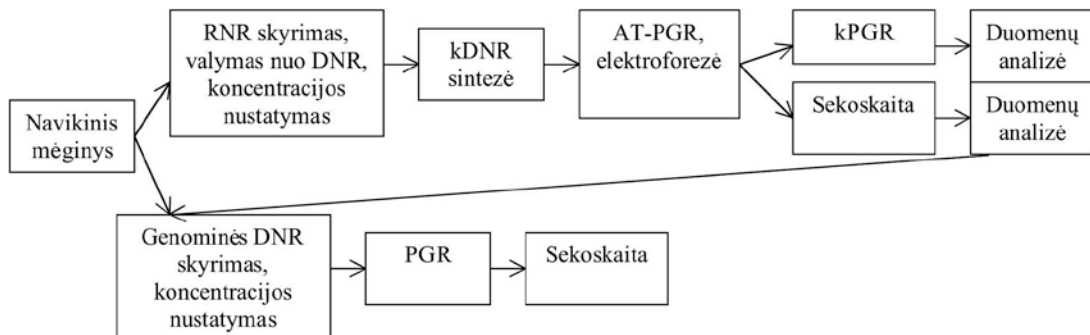 Navikinis
mėginys
RNR skyrimas,
valymas nuo DNR,
koncentracijos
nustatymas
kDNR
sintezė
AT-PGR,
elektroforezė
kPGR
Duomenų
analizė
Sekoskaita
Duomenų
analizė
Genominės DNR
skyrimas,
koncentracijos
nustatymas
PGR
Sekoskaita